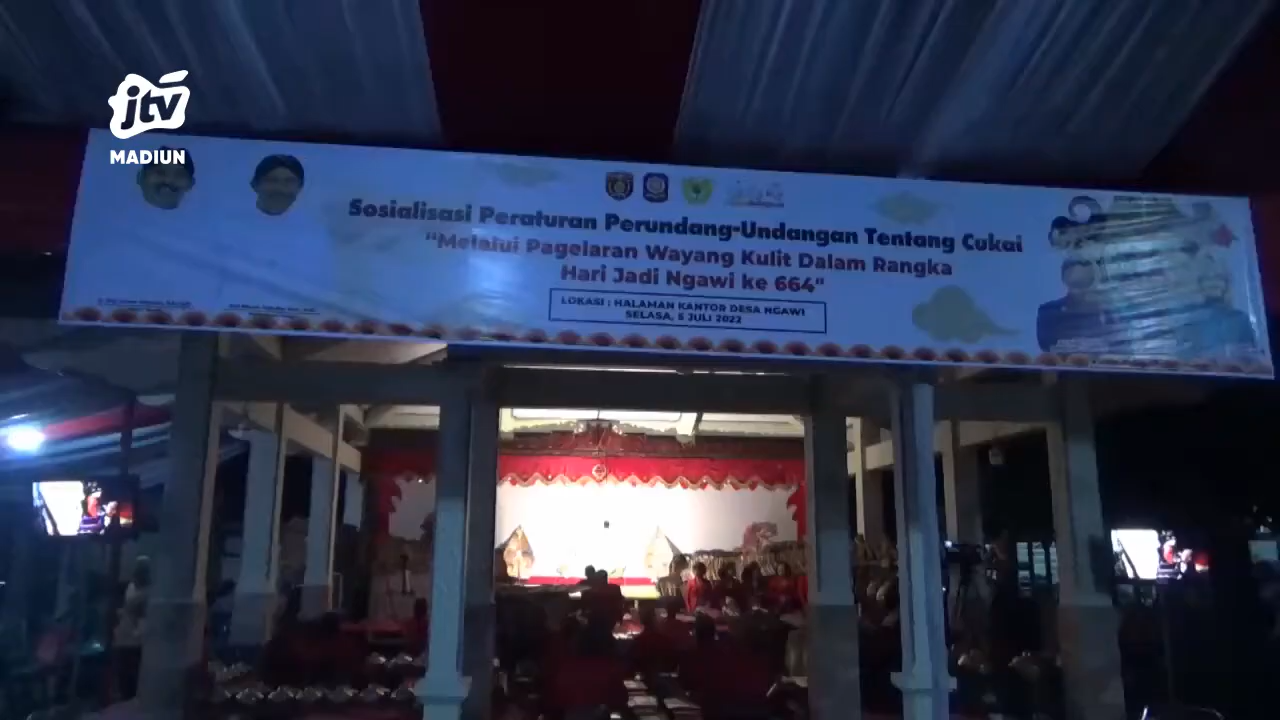 jtv
MADIUN
Sosialisasi Peraturan Perundang-Undangan Tentang Cukai
"Melalui Pagelaran Wayang Kulit Dalam Rangka
Hari Jadi Ngawi ke 664"
LOKASI : HALAMAN KANTOR DESA NGAWI
SELASA, 5 JULI 2022